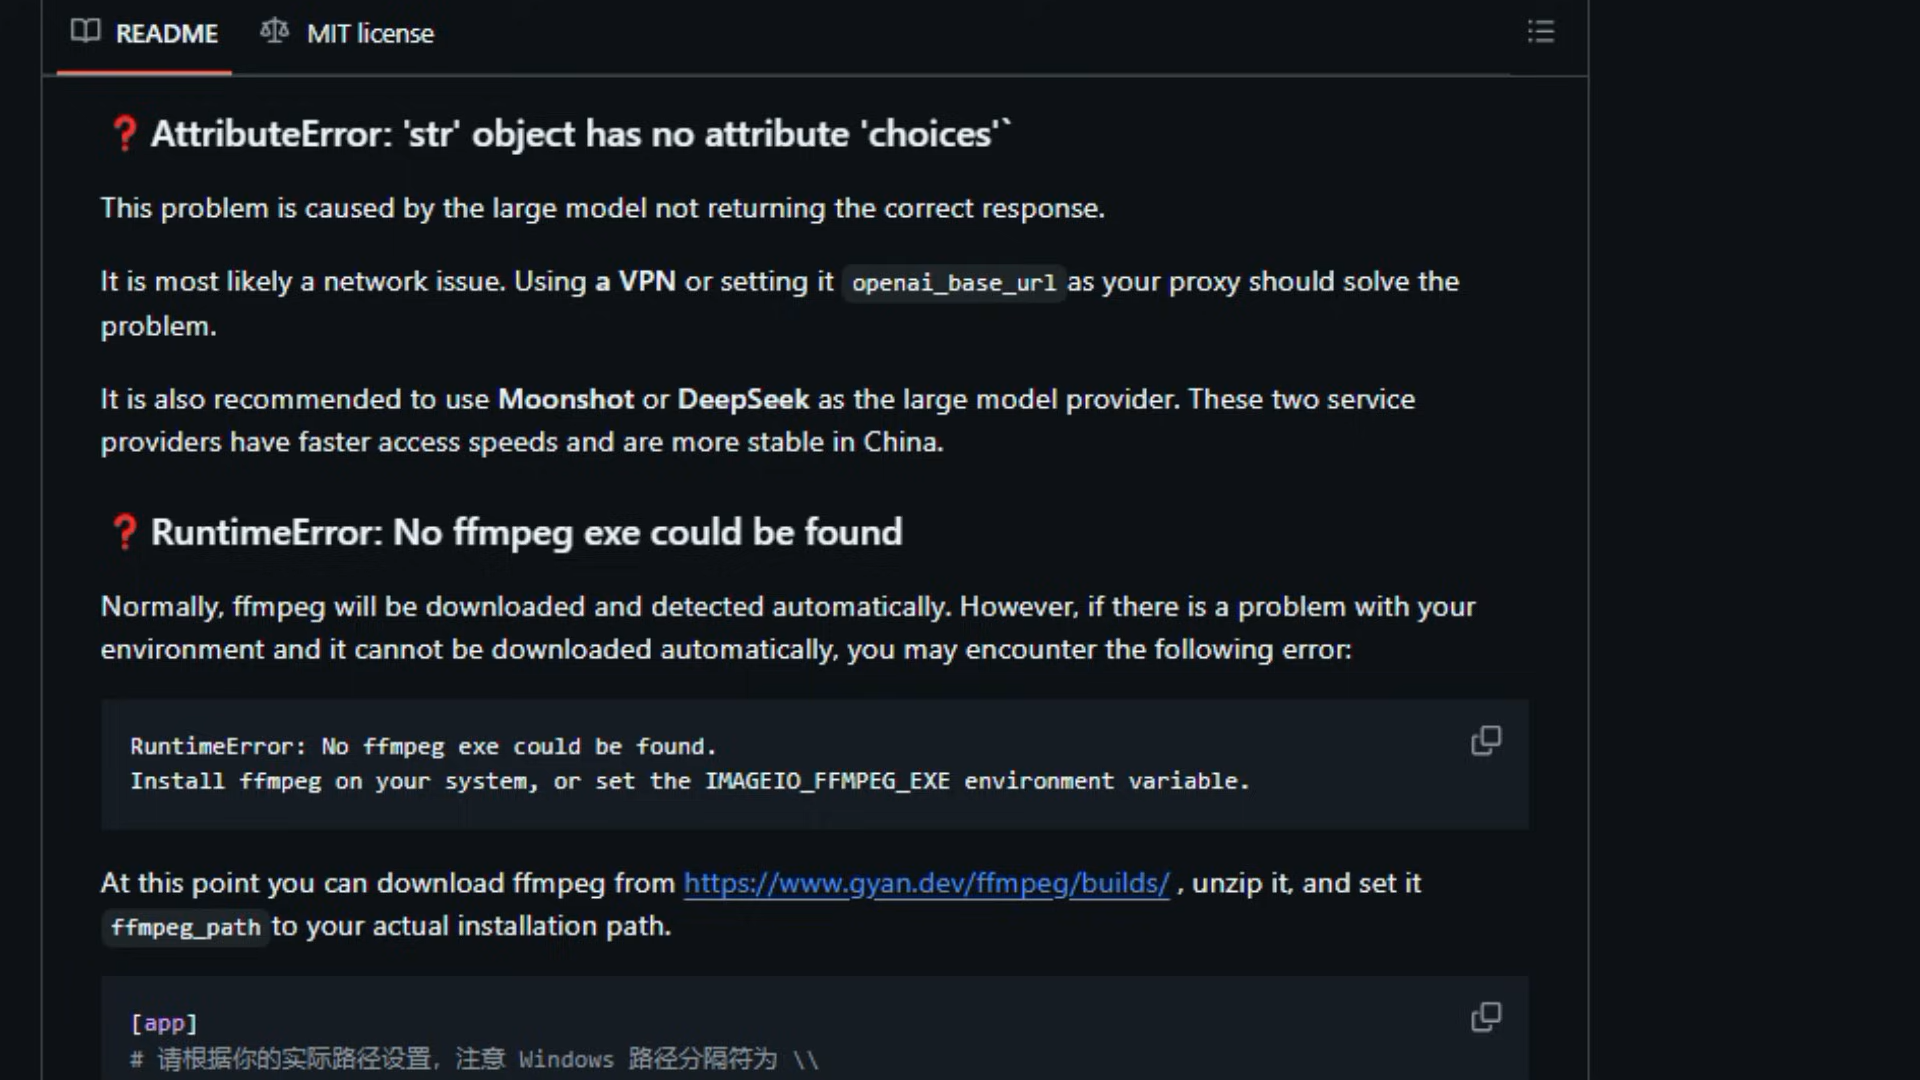 README MIT license
❓ AttributeError: 'str' object has no attribute 'choices'`
This problem is caused by the large model not returning the correct response.
It is most likely a network issue. Using a VPN or setting it openai_base_url as your proxy should solve the
problem.
It is also recommended to use Moonshot or DeepSeek as the large model provider. These two service
providers have faster access speeds and are more stable in China.
❓ RuntimeError: No ffmpeg exe could be found
Normally, ffmpeg will be downloaded and detected automatically. However, if there is a problem with your
environment and it cannot be downloaded automatically, you may encounter the following error:
RuntimeError: No ffmpeg exe could be found.
Install ffmpeg on your system, or set the IMAGEIO_FFMPEG_EXE environment variable.
At this point you can download ffmpeg from https://www.gyan.dev/ffmpeg/builds/ , unzip it, and set it
ffmpeg_path to your actual installation path.
[app]
# 请根据你的实际路径设置，注意 Windows 路径分隔符为 \\